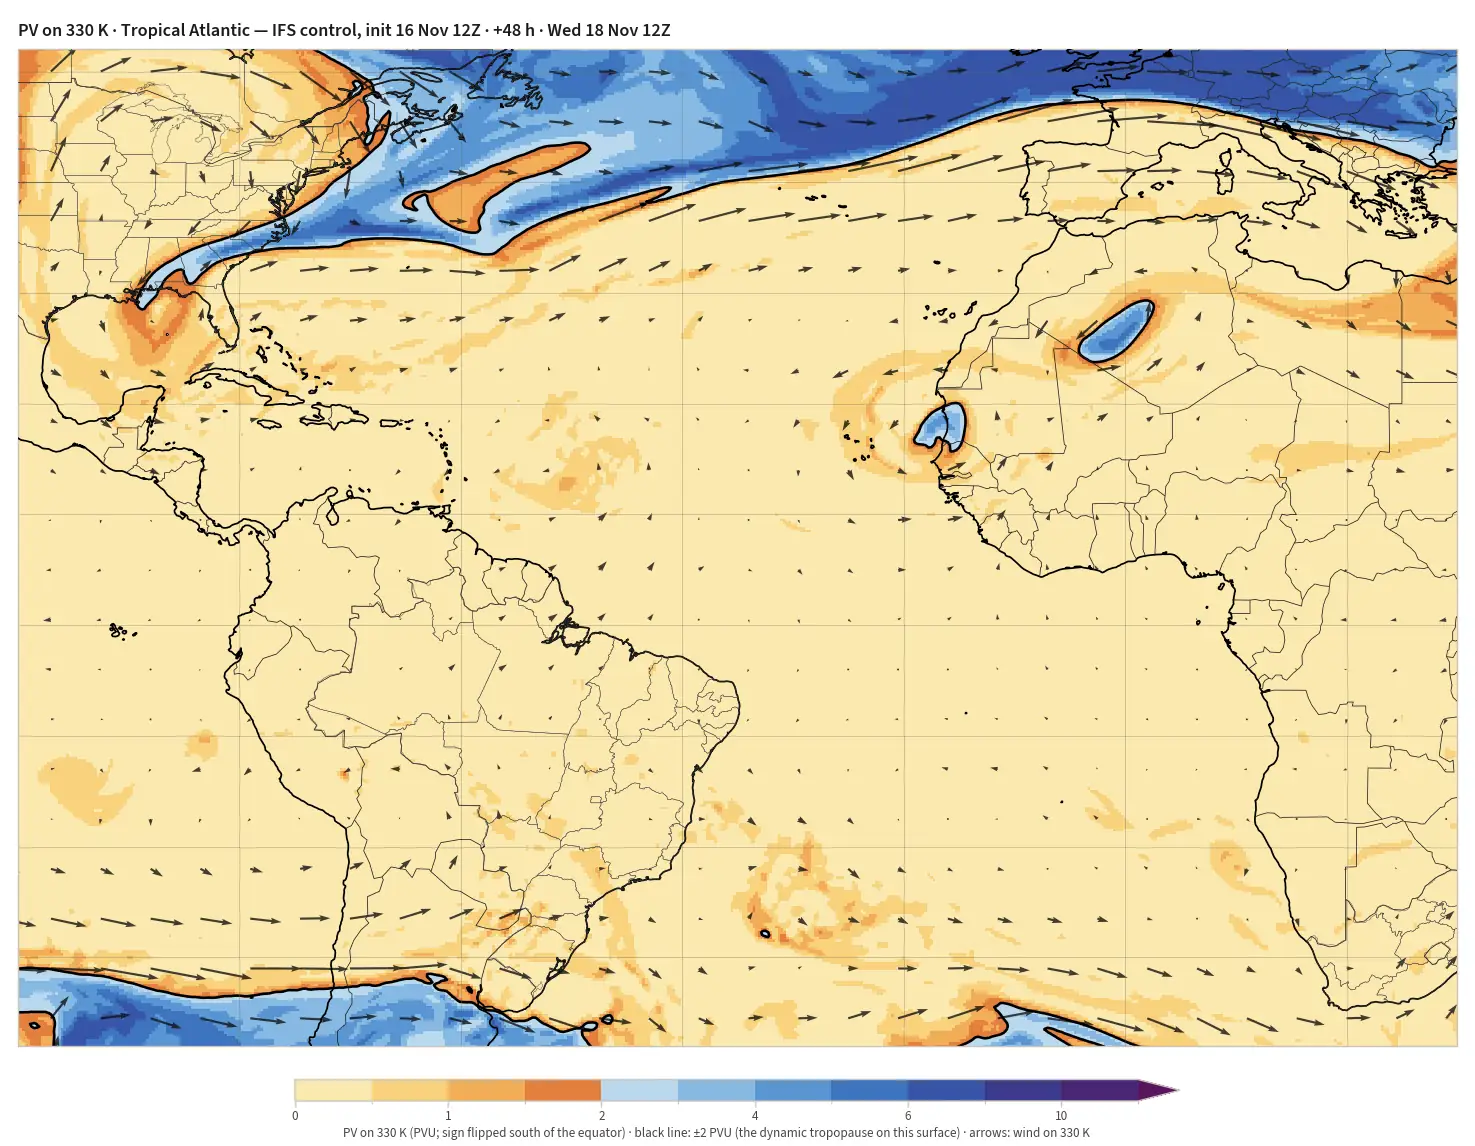 PV on 330 K · Tropical Atlantic — IFS control, init 16 Nov 12Z · +48 h · Wed 18 Nov 12Z
0 1 2 4 6 8 10
PV on 330 K (PVU; sign flipped south of the equator) · black line: ±2 PVU (the dynamic tropopause on this surface) · arrows: wind on 330 K